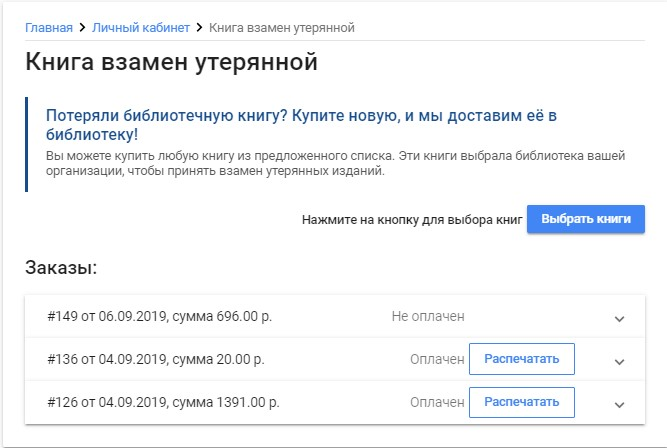 Главная > Личный кабинет > Книга взамен утерянной
Книга взамен утерянной
Потеряли библиотечную книгу? Купите новую, и мы доставим её в
библиотеку!
Вы можете купить любую книгу из предложенного списка. Эти книги выбрала библиотека вашей
организации, чтобы принять взамен утерянных изданий.
Нажмите на кнопку для выбора книг Выбрать книги
Заказы:
#149 от 06.09.2019, сумма 696.00 р. Не оплачен
#136 от 04.09.2019, сумма 20.00 р. Оплачен Распечатать
#126 от 04.09.2019, сумма 1391.00 р. Оплачен Распечатать